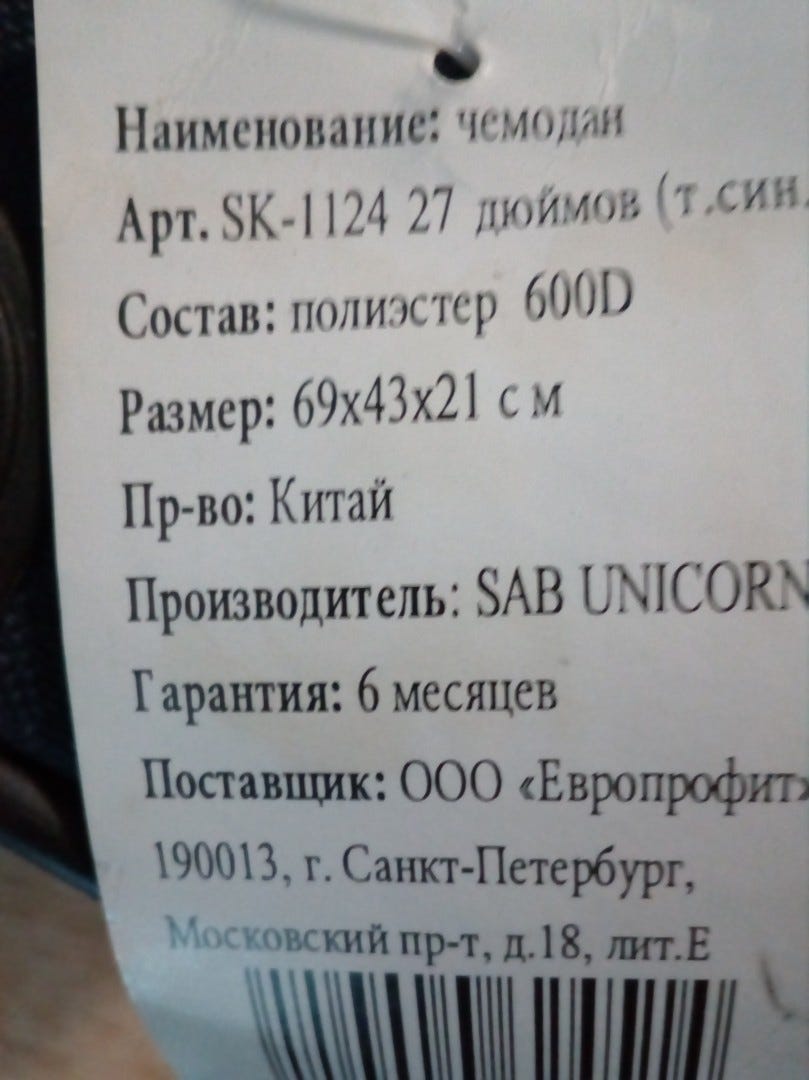 Наименование: чемодан
Арт. SK-1124 27 дюймов (т.син.
Состав: полиэстер 600D
Размер: 69х43х21 см
Пр-во: Китай
Производитель: SAB UNICORN
Гарантия: 6 месяцев
Поставщик: ООО «Европрофит»
190013, г. Санкт-Петербург,
Московский пр-т, д.18, лит.Е